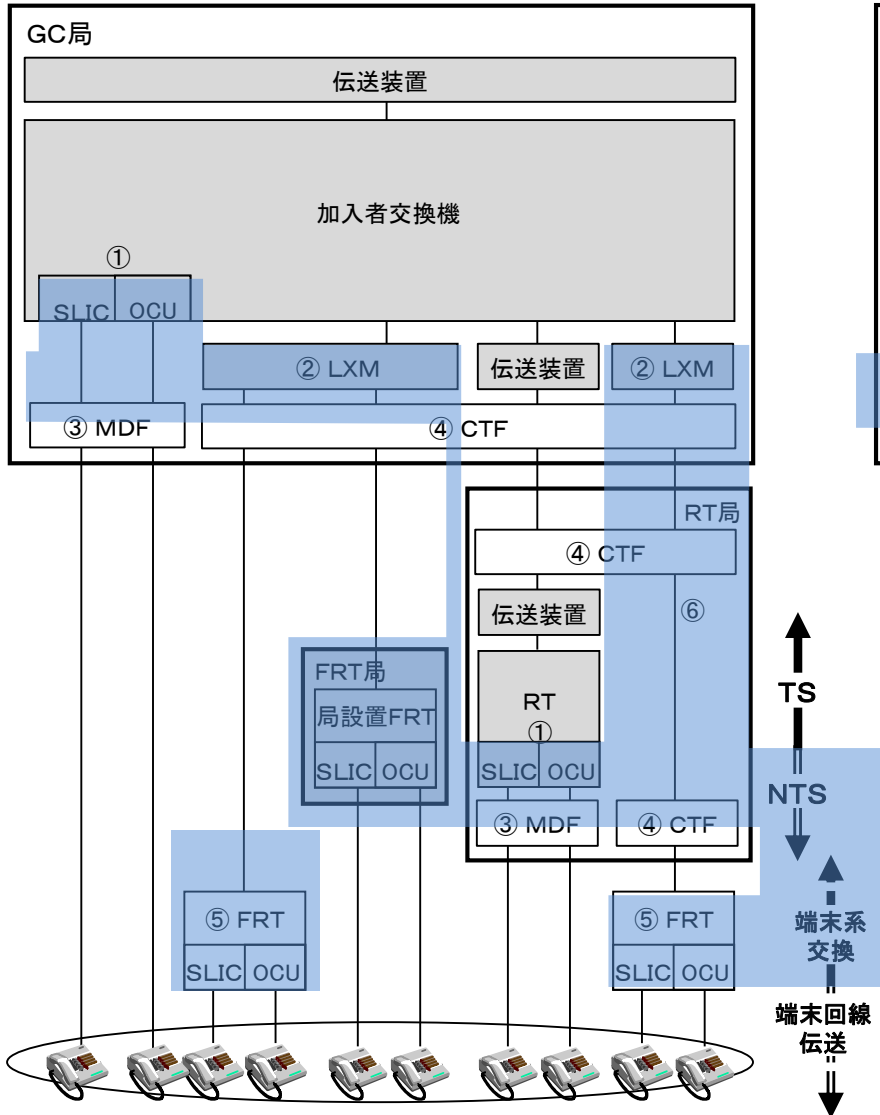 GC局
伝送装置
加入者交換機
①
SLIC OCU
② LXM
伝送装置
② LXM
③ MDF
④ CTF
RT局
④ CTF
⑥
伝送装置
FRT局
局設置FRT
SLIC OCU
RT
①
SLIC OCU
③ MDF
④ CTF
TS
NTS
⑤ FRT
SLIC OCU
⑤ FRT
SLIC OCU
端末系
交換
端末回線
伝送